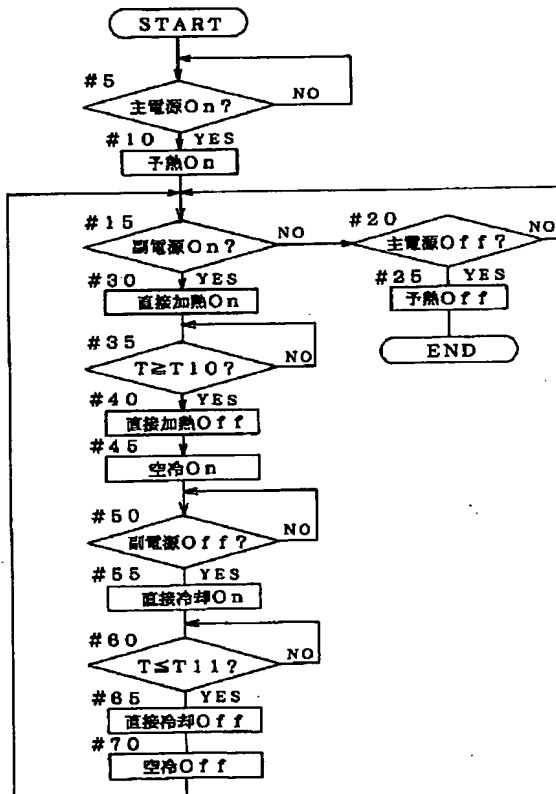 START
#5
主電源On?
NO
#10
YES
予熱On
#15
副電源On?
NO
#20
主電源Off?
NO
#25
YES
予熱Off
END
#30
YES
直接加熱On
#35
T≧T10?
NO
#40
YES
直接加熱Off
#45
空冷On
#50
副電源Off?
NO
#55
YES
直接冷却On
#60
T≦T11?
NO
#65
YES
直接冷却Off
#70
空冷Off